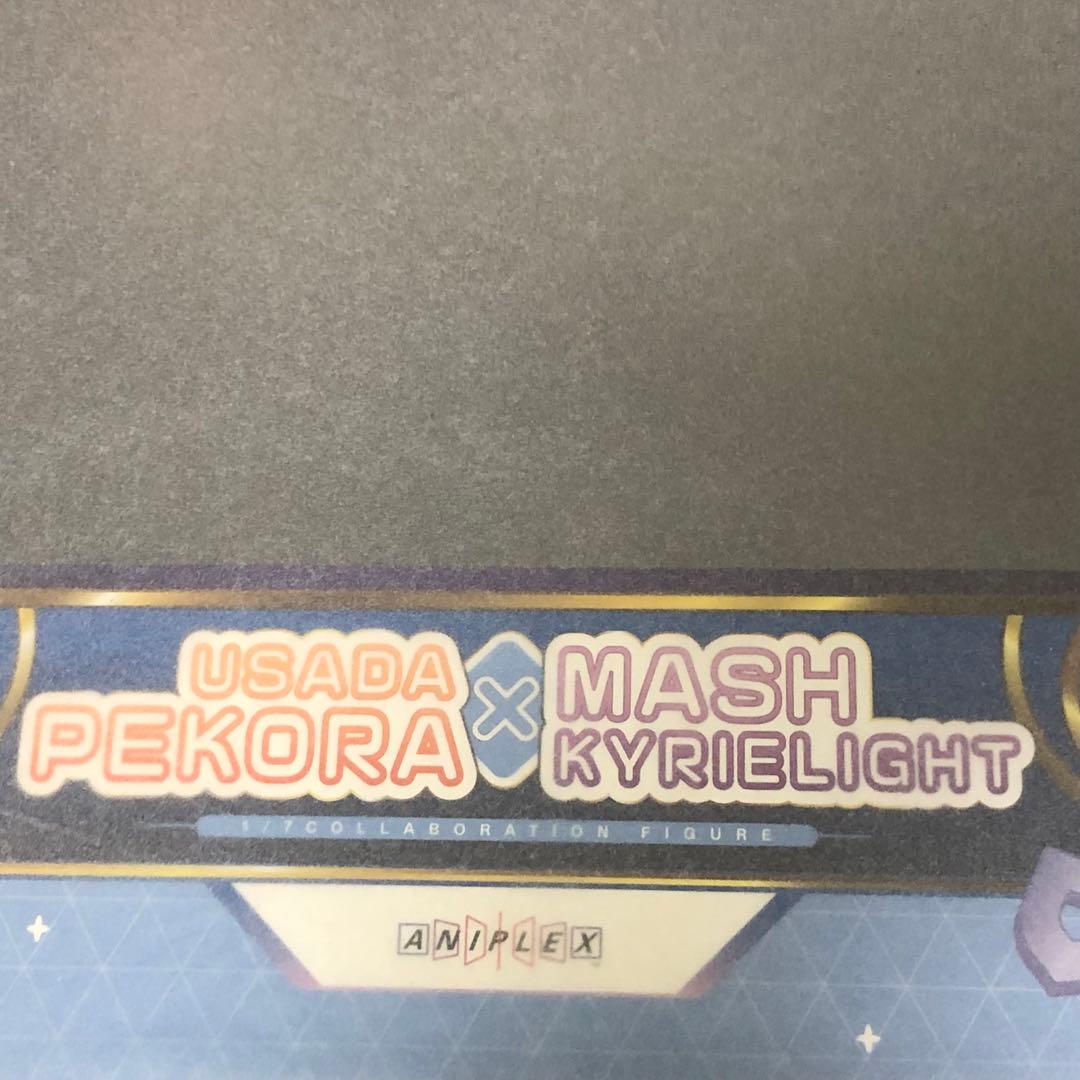 USADA
PEKORA
×
MASH
KYRIELIGHT
1/7 COLLABORATION FIGURE
ANIPLEX